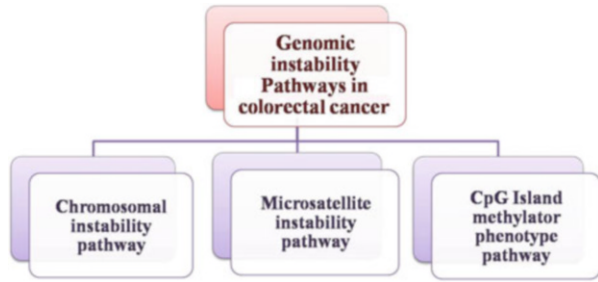 Genomic
instability
Pathways in
colorectal cancer
Chromosomal
instability
pathway
Microsatellite
instability
pathway
CpG Island
methylator
phenotype
pathway